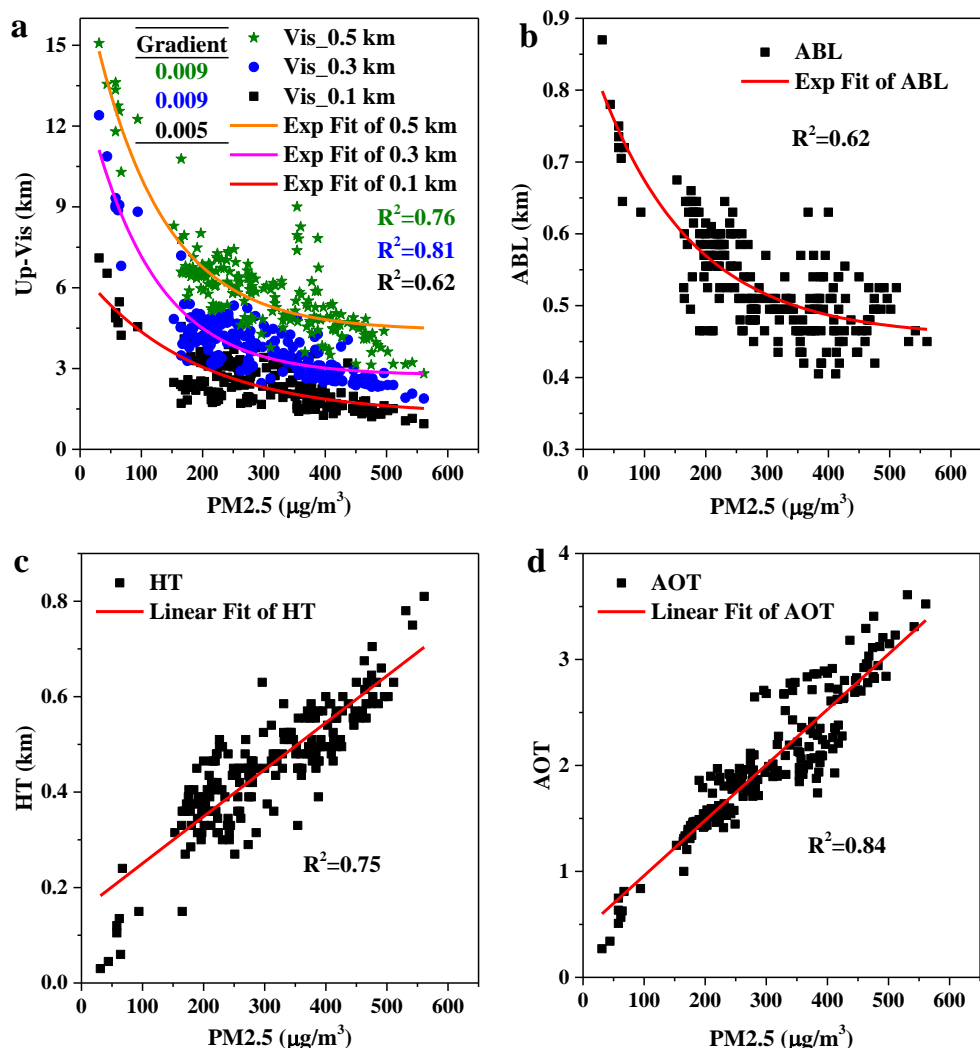 a
Gradient
0.009
0.009
0.005
Vis_0.5 km
Vis_0.3 km
Vis_0.1 km
Exp Fit of 0.5 km
Exp Fit of 0.3 km
Exp Fit of 0.1 km
R²=0.76
R²=0.81
R²=0.62
15
12
9
6
3
0
Up-Vis (km)
0 100 200 300 400 500 600
PM2.5 (μg/m³)
b
ABL
Exp Fit of ABL
R²=0.62
0.9
0.8
0.7
0.6
0.5
0.4
0.3
ABL (km)
0 100 200 300 400 500 600
PM2.5 (μg/m³)
c
HT
Linear Fit of HT
R²=0.75
0.8
0.6
0.4
0.2
0.0
HT (km)
0 100 200 300 400 500 600
PM2.5 (μg/m³)
d
AOT
Linear Fit of AOT
R²=0.84
4
3
2
1
0
AOT
0 100 200 300 400 500 600
PM2.5 (μg/m³)